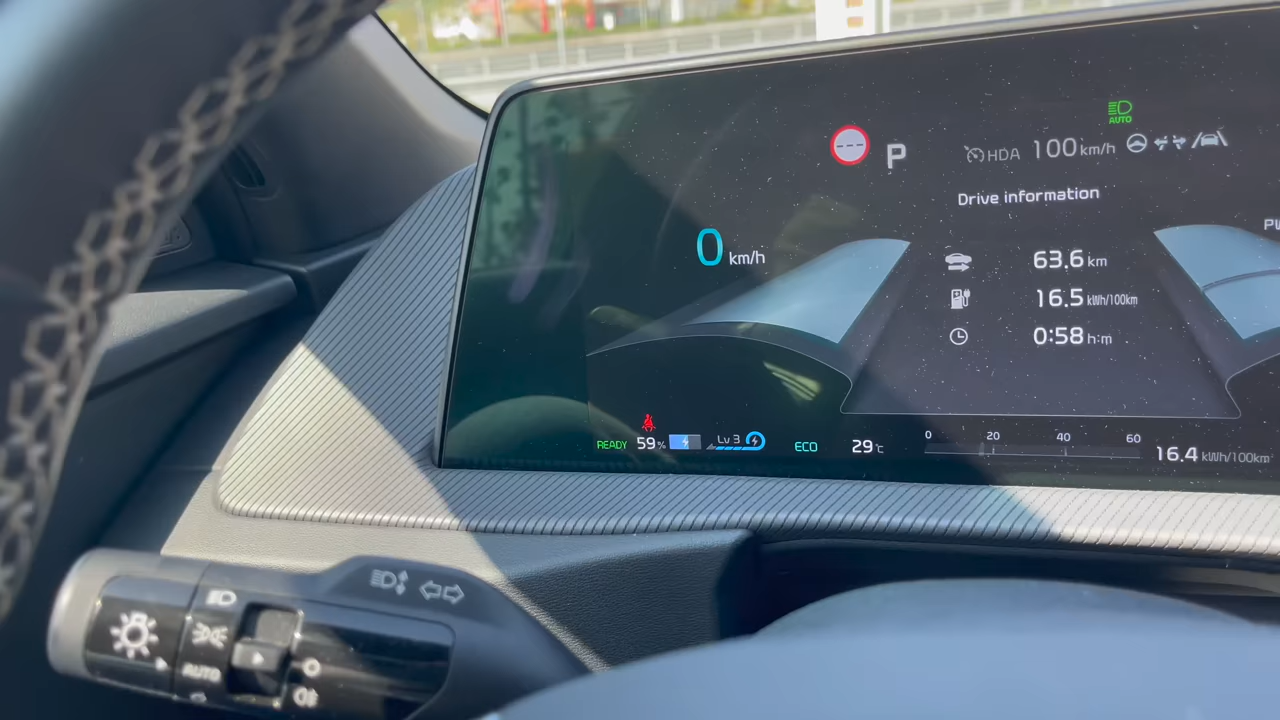 AUTO
--- P HDA 100 km/h
Drive information
0 km/h
63.6 km
16.5 kWh/100km
0:58 h:m
READY 59% Lv 3 ECO 29°C
0 20 40 60
16.4 kWh/100km
AUTO